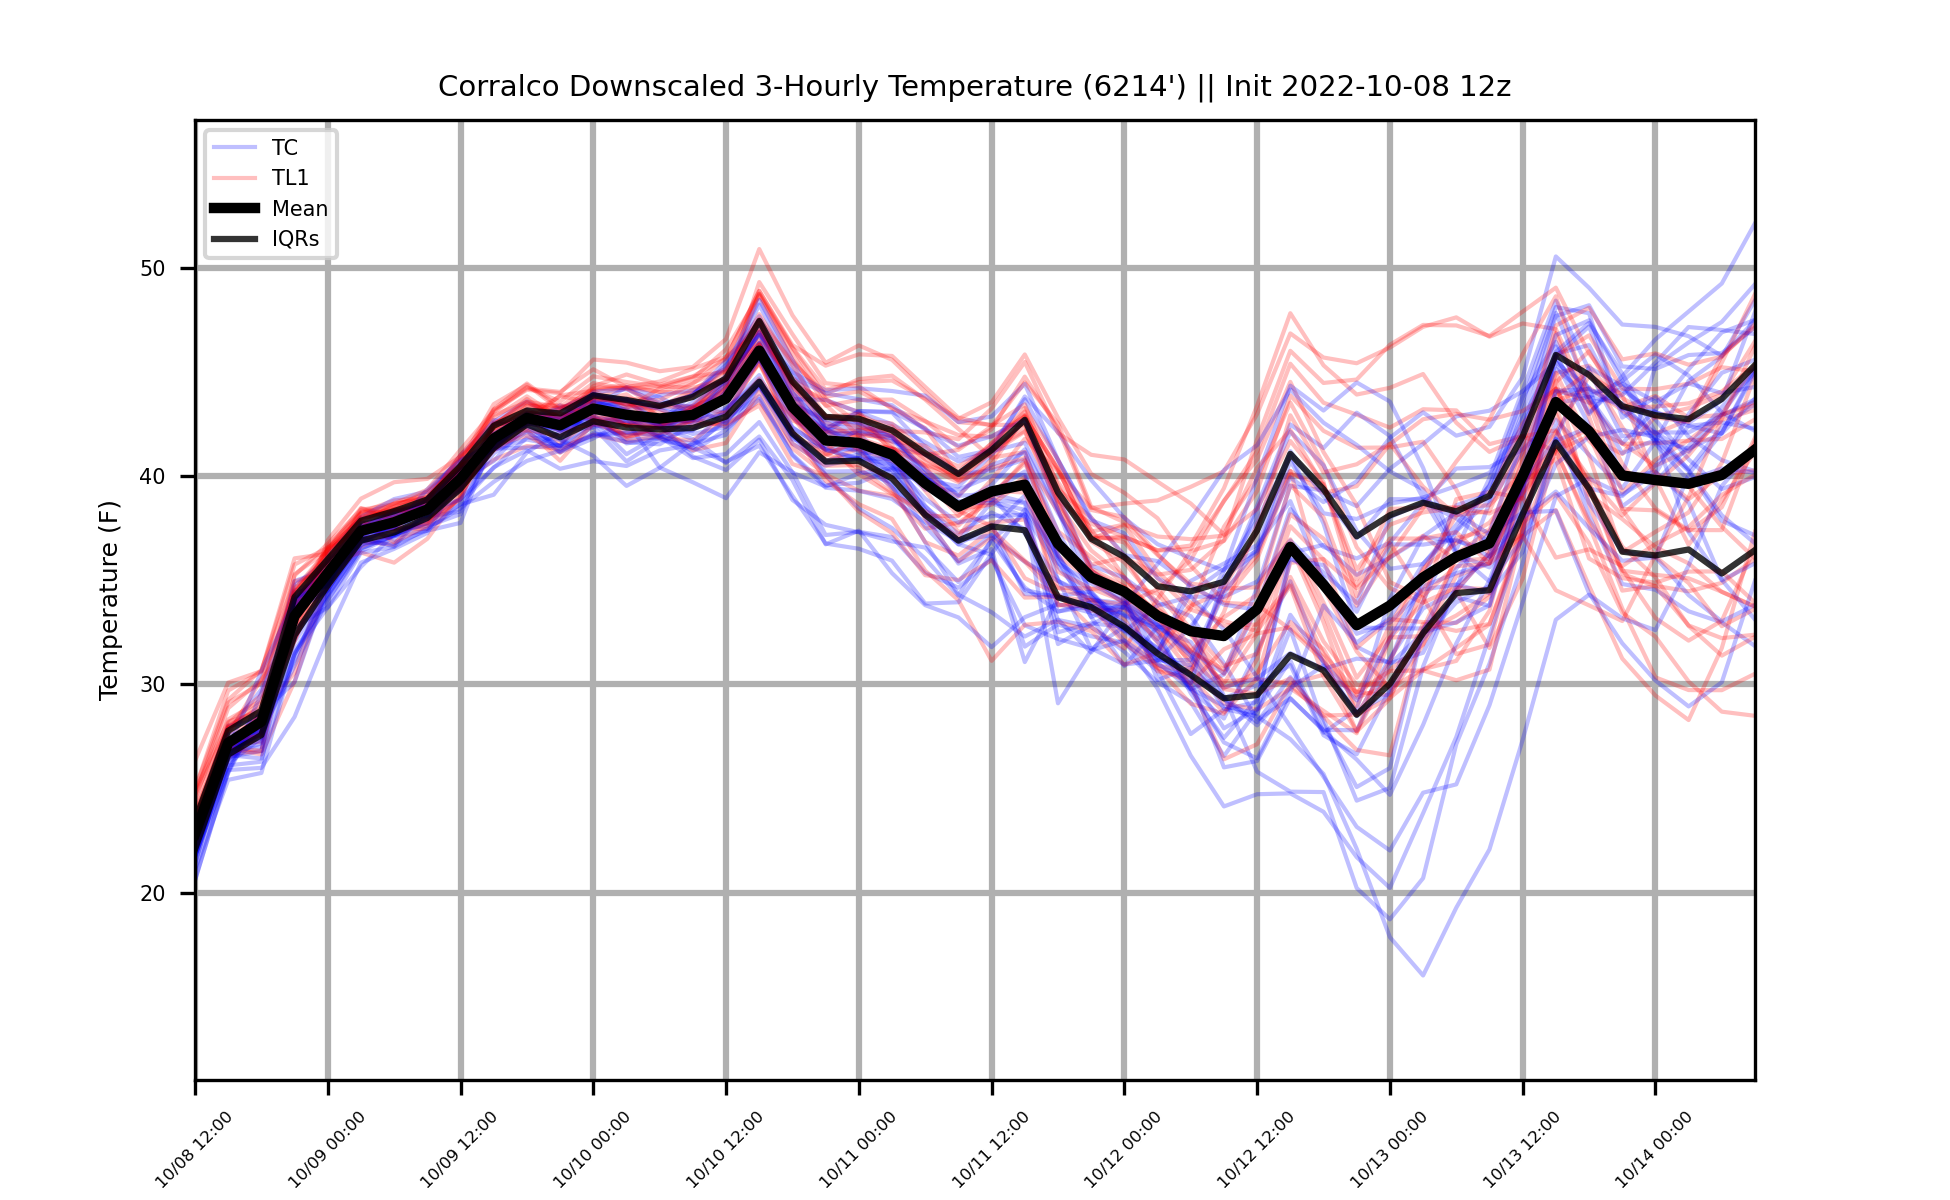 Corralco Downscaled 3-Hourly Temperature (6214') || Init 2022-10-08 12z
TC
TL1
Mean
IQRs
Temperature (F)
50
40
30
20
10/08 12:00
10/09 00:00
10/09 12:00
10/10 00:00
10/10 12:00
10/11 00:00
10/11 12:00
10/12 00:00
10/12 12:00
10/13 00:00
10/13 12:00
10/14 00:00